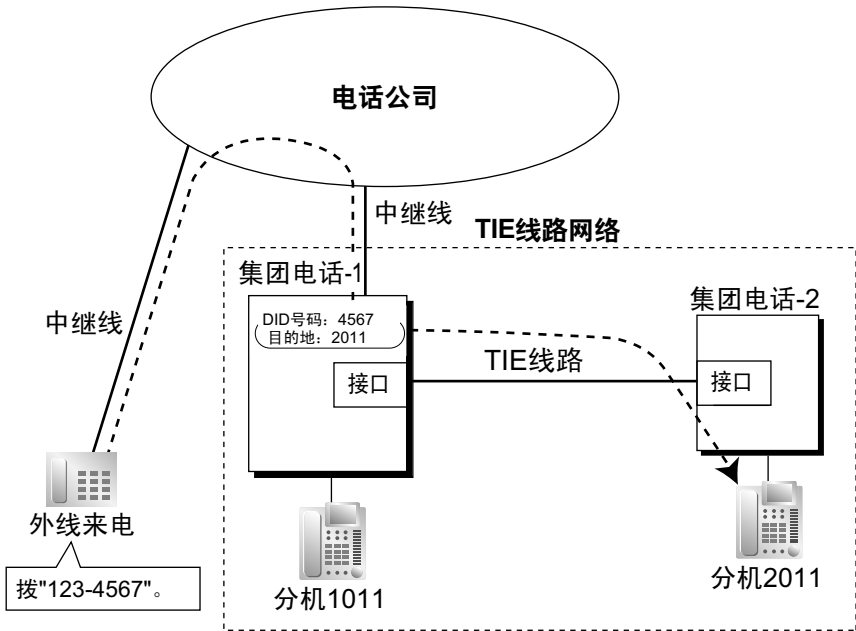 电话公司
中继线
TIE线路网络
集团电话-1
集团电话-2
中继线
DID号码：4567
目的地：2011
TIE线路
接口
接口
外线来电
拨"123-4567"。
分机1011
分机2011